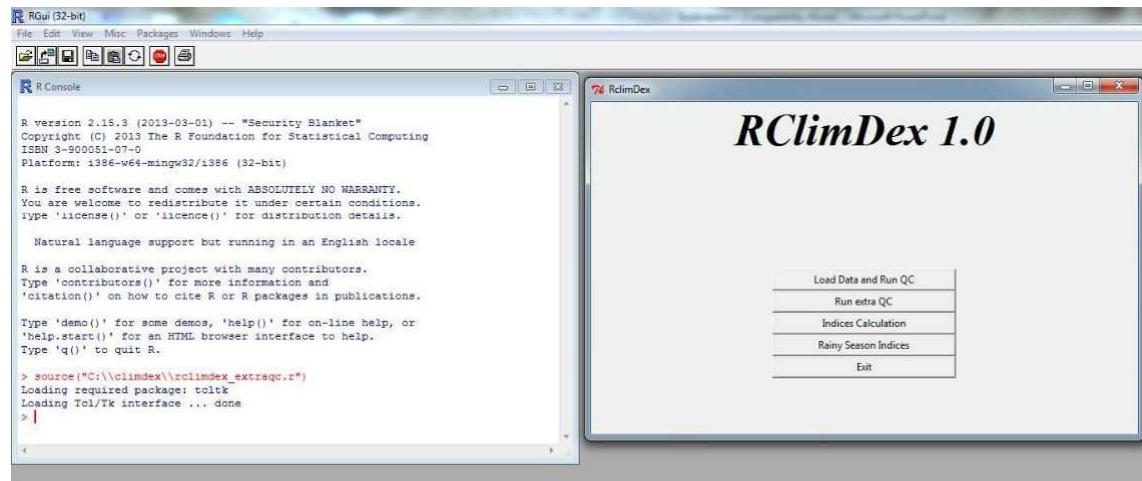 RGui (32-bit)
File Edit View Misc Packages Windows Help
STOP
R Console
R version 2.15.3 (2013-03-01) -- "Security Blanket"
Copyright (C) 2013 The R Foundation for Statistical Computing
ISBN 3-900051-07-0
Platform: i386-w64-mingw32/i386 (32-bit)
R is free software and comes with ABSOLUTELY NO WARRANTY.
You are welcome to redistribute it under certain conditions.
Type 'license()' or 'licence()' for distribution details.
Natural language support but running in an English locale
R is a collaborative project with many contributors.
Type 'contributors()' for more information and
'citation()' on how to cite R or R packages in publications.
Type 'demo()' for some demos, 'help()' for on-line help, or
'help.start()' for an HTML browser interface to help.
Type 'q()' to quit R.
> source("C:\\climdex\\rclimdex_extraqc.r")
Loading required package: tcltk
Loading Tcl/Tk interface ... done
>
RclimDex
RClimDex 1.0
Load Data and Run QC
Run extra QC
Indices Calculation
Rainy Season Indices
Exit